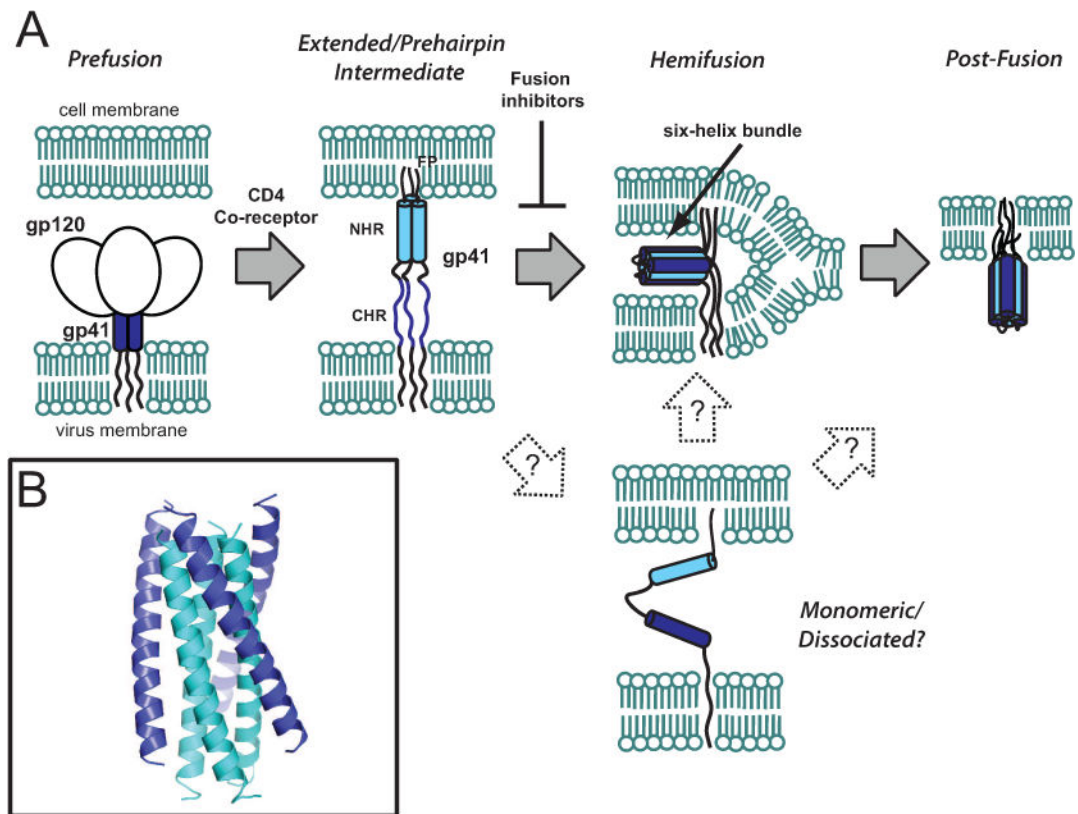 A
Prefusion
Extended/Prehairpin
Intermediate
Hemifusion
Post-Fusion
cell membrane
Fusion
inhibitors
six-helix bundle
FP
CD4
Co-receptor
gp120
NHR
gp41
gp41
CHR
virus membrane
?
?
?
B
Monomeric/
Dissociated?